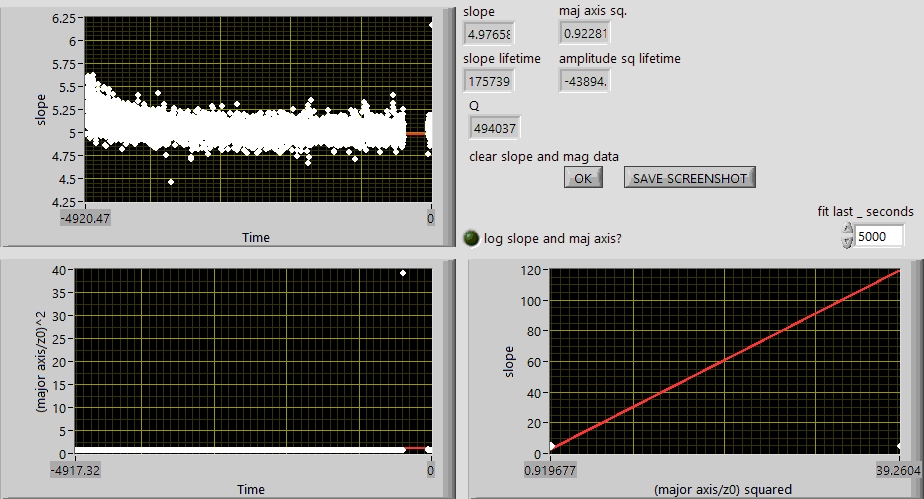 slope
4.97658
maj axis sq.
0.92281
slope lifetime
175739
amplitude sq lifetime
-43894.
Q
494037
clear slope and mag data
OK
SAVE SCREENSHOT
fit last _ seconds
5000
log slope and maj axis?
6.25
6
5.75
5.5
5.25
5
4.75
4.5
4.25
slope
-4920.47
0
Time
40
35
30
25
20
15
10
5
0
(major axis/z0)^2
-4917.32
0
Time
120
100
80
60
40
20
0
slope
0.919677
39.2604
(major axis/z0) squared